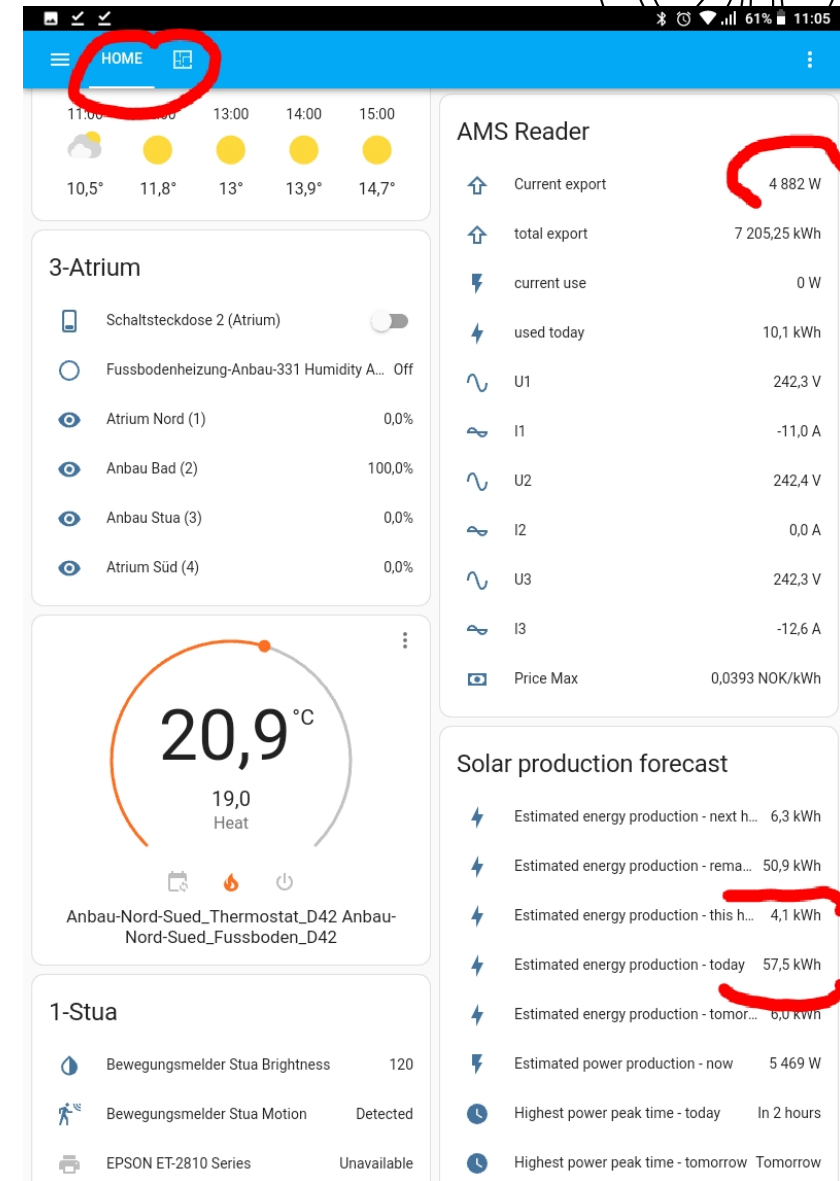 61% 11:05
HOME
11:00 13:00 14:00 15:00
10,5° 11,8° 13° 13,9° 14,7°
3-Atrium
Schaltsteckdose 2 (Atrium)
Fussbodenheizung-Anbau-331 Humidity A... Off
Atrium Nord (1) 0,0%
Anbau Bad (2) 100,0%
Anbau Stua (3) 0,0%
Atrium Süd (4) 0,0%
20,9 °C
19,0
Heat
Anbau-Nord-Sued_Thermostat_D42 Anbau-
Nord-Sued_Fussboden_D42
1-Stua
Bewegungsmelder Stua Brightness 120
Bewegungsmelder Stua Motion Detected
EPSON ET-2810 Series Unavailable
AMS Reader
Current export 4 882 W
total export 7 205,25 kWh
current use 0 W
used today 10,1 kWh
U1 242,3 V
I1 -11,0 A
U2 242,4 V
I2 0,0 A
U3 242,3 V
I3 -12,6 A
Price Max 0,0393 NOK/kWh
Solar production forecast
Estimated energy production - next h... 6,3 kWh
Estimated energy production - rema... 50,9 kWh
Estimated energy production - this h... 4,1 kWh
Estimated energy production - today 57,5 kWh
Estimated energy production - tomor... 6,0 kWh
Estimated power production - now 5 469 W
Highest power peak time - today In 2 hours
Highest power peak time - tomorrow Tomorrow